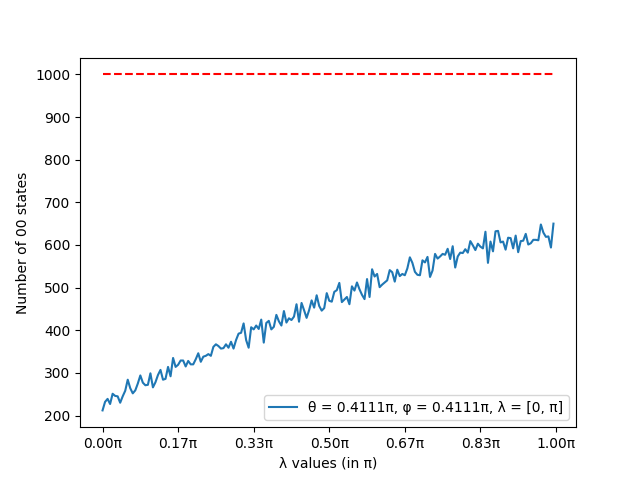 1000
900
800
700
600
500
400
300
200
Number of 00 states
0.00π 0.17π 0.33π 0.50π 0.67π 0.83π 1.00π
λ values (in π)
θ = 0.4111π, φ = 0.4111π, λ = [0, π]